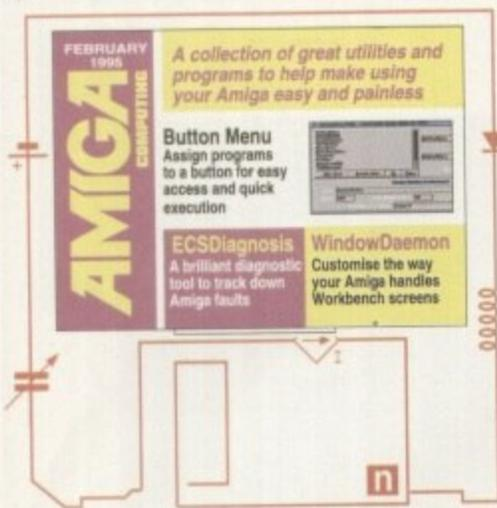 FEBRUARY
1995
AMIGA
COMPUTING
A collection of great utilities and
programs to help make using
your Amiga easy and painless
Button Menu
Assign programs
to a button for easy
access and quick
execution
ECSDiagnosis
A brilliant diagnostic
tool to track down
Amiga faults
WindowDaemon
Customise the way
your Amiga handles
Workbench screens
n